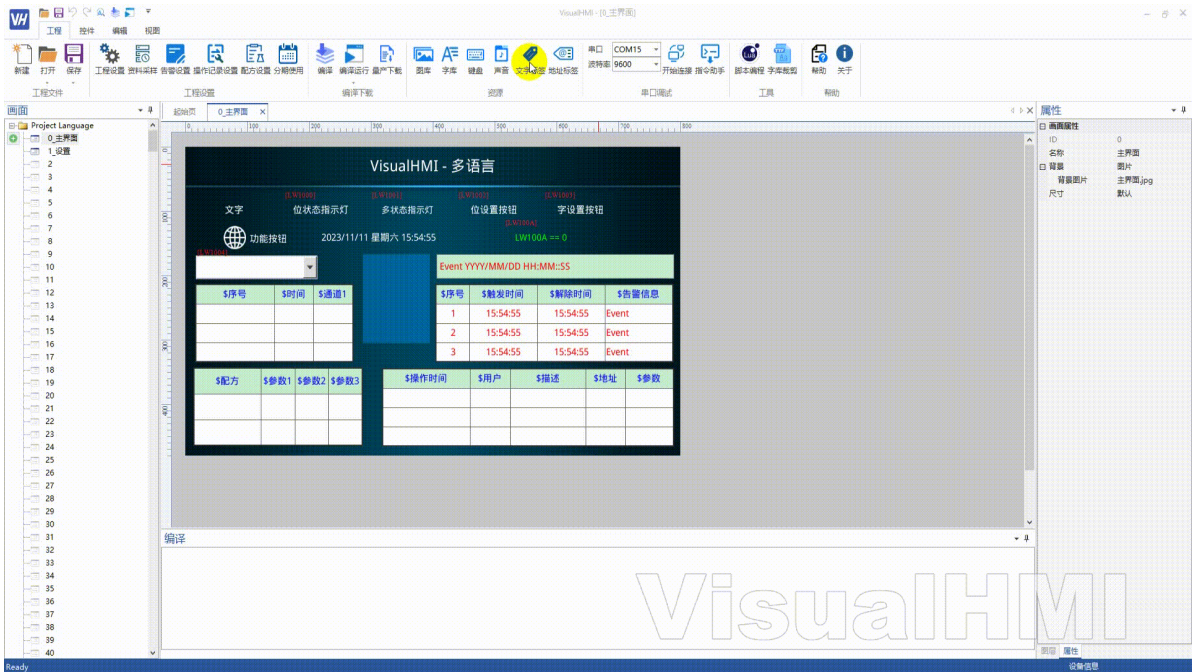 VH
VisualHMI - [0_主界面]
工程 控件 编辑 视图
新建 打开 保存 工程设置 资料采样 告警设置 操作记录设置 配方设置 分期使用 编译 编译运行 量产下载 图库 字库 键盘 声音 文字标签 地址标签 串口 COM15 波特率 9600 开始连接 指令助手 脚本编程 字库裁剪 帮助 关于
工程文件 工程设置 编译下载 资源 串口调试 工具 帮助
画面
Project Language
0_主界面
1_设置
2
3
4
5
6
7
8
9
10
11
12
13
14
15
16
17
18
19
20
21
22
23
24
25
26
27
28
29
30
31
32
33
34
35
36
37
38
39
40
起始页 0_主界面
0 100 200 300 400 500 600 700 800
0
100
200
300
400
VisualHMI - 多语言
[LW1000] [LW1001] [LW1002] [LW1003]
文字 位状态指示灯 多状态指示灯 位设置按钮 字设置按钮
[LW100A]
功能按钮 2023/11/11 星期六 15:54:55 LW100A == 0
[LW1004]
Event YYYY/MM/DD HH:MM::SS
$序号 $时间 $通道1
$序号 $触发时间 $解除时间 $告警信息
1 15:54:55 15:54:55 Event
2 15:54:55 15:54:55 Event
3 15:54:55 15:54:55 Event
$配方 $参数1 $参数2 $参数3
$操作时间 $用户 $描述 $地址 $参数
编译
属性
画面属性
ID 0
名称 主界面
背景 图片
背景图片 主界面.jpg
尺寸 默认
VisualHMI
图层 属性
Ready
设备信息